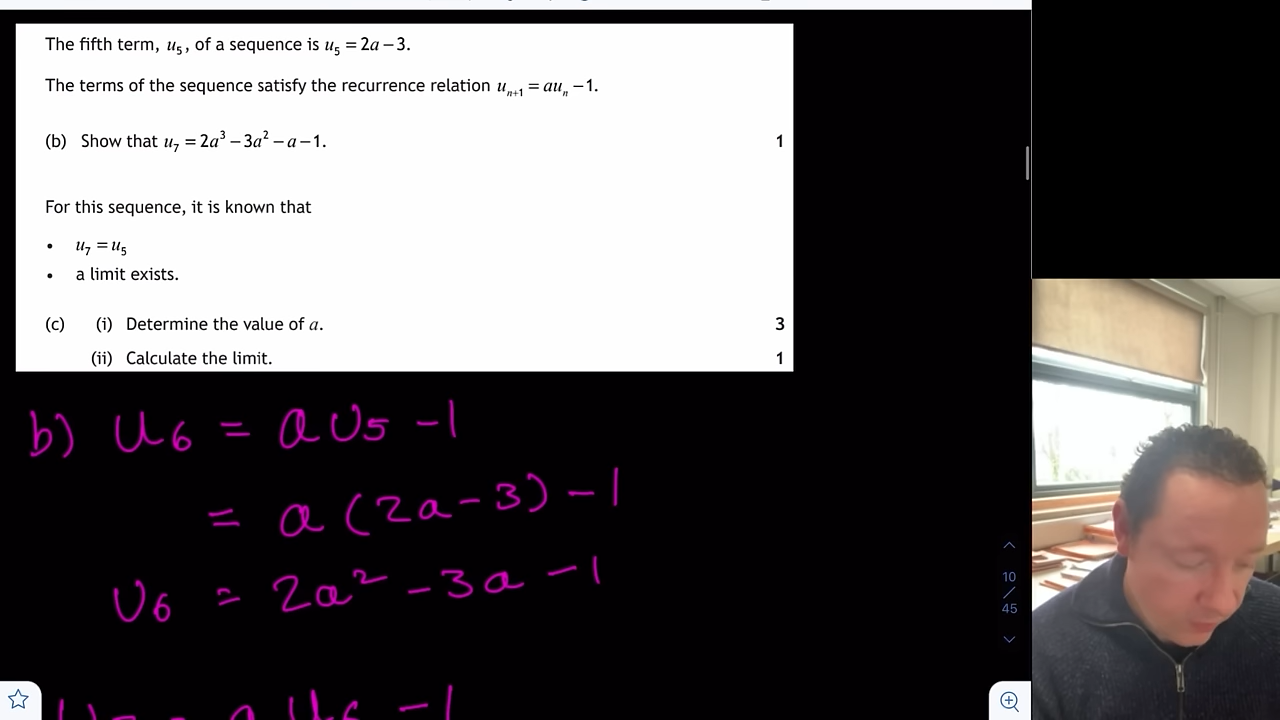 The fifth term, u₅, of a sequence is u₅ = 2a − 3.
The terms of the sequence satisfy the recurrence relation uₙ₊₁ = auₙ − 1.
(b) Show that u₇ = 2a³ − 3a² − a − 1. 1
For this sequence, it is known that
• u₇ = u₅
• a limit exists.
(c) (i) Determine the value of a. 3
(ii) Calculate the limit. 1
b) U₆ = aU₅ − 1
= a(2a − 3) − 1
U₆ = 2a² − 3a − 1
10
/
45